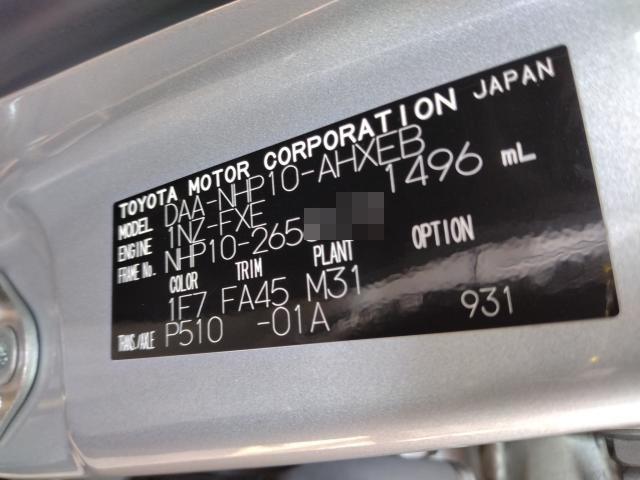 TOYOTA MOTOR CORPORATION JAPAN
MODEL DAA-NHP10-AHXEB
ENGINE 1NZ-FXE 1496 mL
FRAME No. NHP10-265
COLOR TRIM PLANT OPTION
1F7 FA45 M31
TRANS./AXLE P510 -01A 931